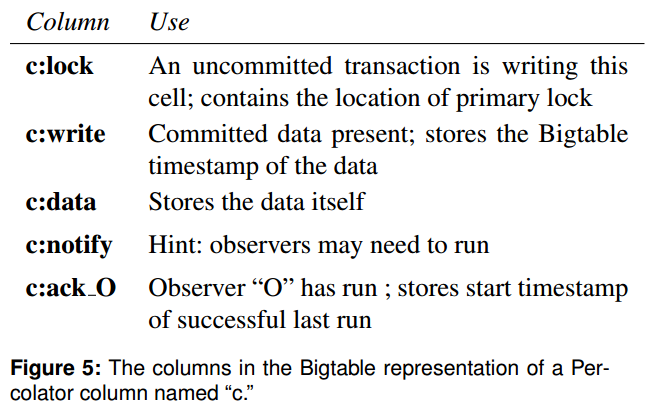 Column Use
c:lock An uncommitted transaction is writing this
cell; contains the location of primary lock
c:write Committed data present; stores the Bigtable
timestamp of the data
c:data Stores the data itself
c:notify Hint: observers may need to run
c:ack_O Observer “O” has run ; stores start timestamp
of successful last run
Figure 5: The columns in the Bigtable representation of a Per-
colator column named “c.”